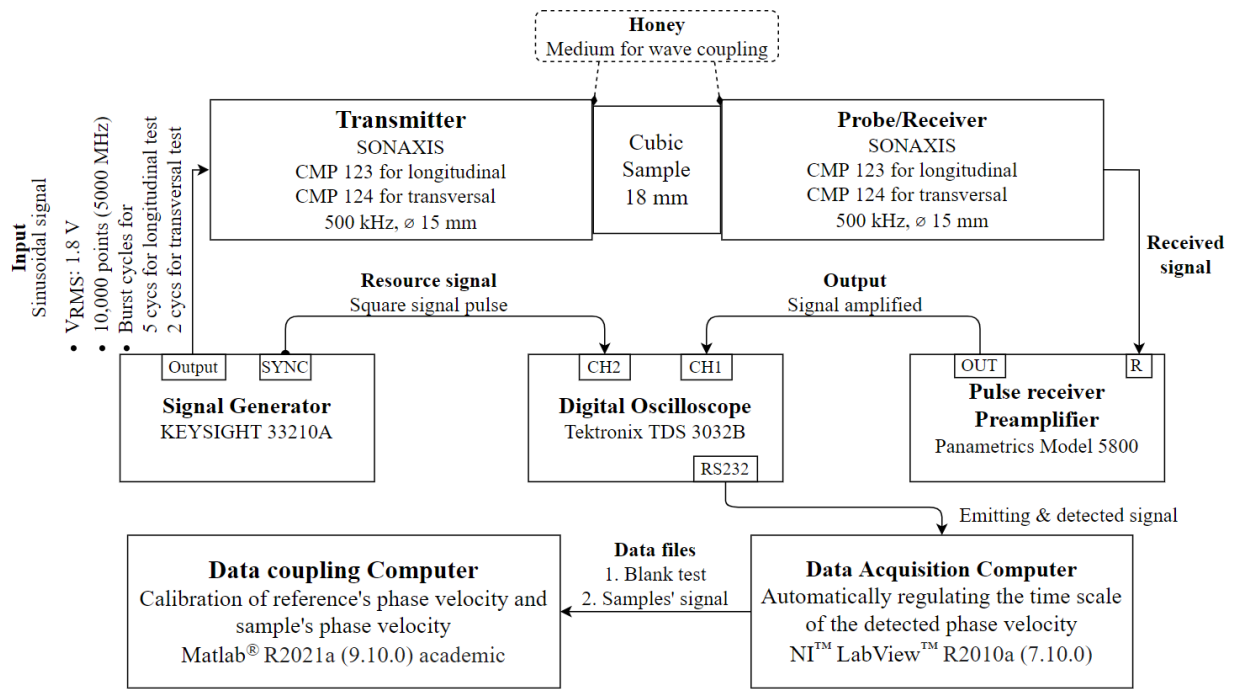 Honey
Medium for wave coupling
Transmitter
SONAXIS
CMP 123 for longitudinal
CMP 124 for transversal
500 kHz, ⌀ 15 mm
Cubic
Sample
18 mm
Probe/Receiver
SONAXIS
CMP 123 for longitudinal
CMP 124 for transversal
500 kHz, ⌀ 15 mm
Input
Sinusoidal signal
• VRMS: 1.8 V
• 10,000 points (5000 MHz)
• Burst cycles for
5 cycs for longitudinal test
2 cycs for transversal test
Received
signal
Resource signal
Square signal pulse
Output
Signal amplified
Output
SYNC
Signal Generator
KEYSIGHT 33210A
CH2
CH1
Digital Oscilloscope
Tektronix TDS 3032B
RS232
OUT
R
Pulse receiver
Preamplifier
Panametrics Model 5800
Emitting & detected signal
Data coupling Computer
Calibration of reference's phase velocity and
sample's phase velocity
Matlab® R2021a (9.10.0) academic
Data files
1. Blank test
2. Samples' signal
Data Acquisition Computer
Automatically regulating the time scale
of the detected phase velocity
NI™ LabView™ R2010a (7.10.0)